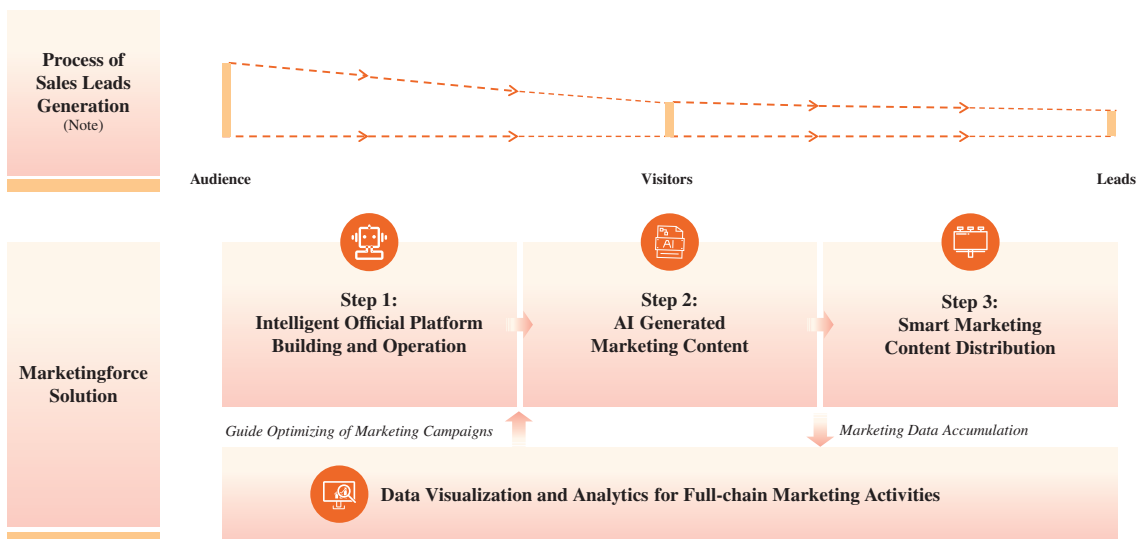 Process of
Sales Leads
Generation
(Note)
Audience
Visitors
Leads
Marketingforce
Solution
Step 1:
Intelligent Official Platform
Building and Operation
AI
Step 2:
AI Generated
Marketing Content
Step 3:
Smart Marketing
Content Distribution
Guide Optimizing of Marketing Campaigns
Marketing Data Accumulation
Data Visualization and Analytics for Full-chain Marketing Activities